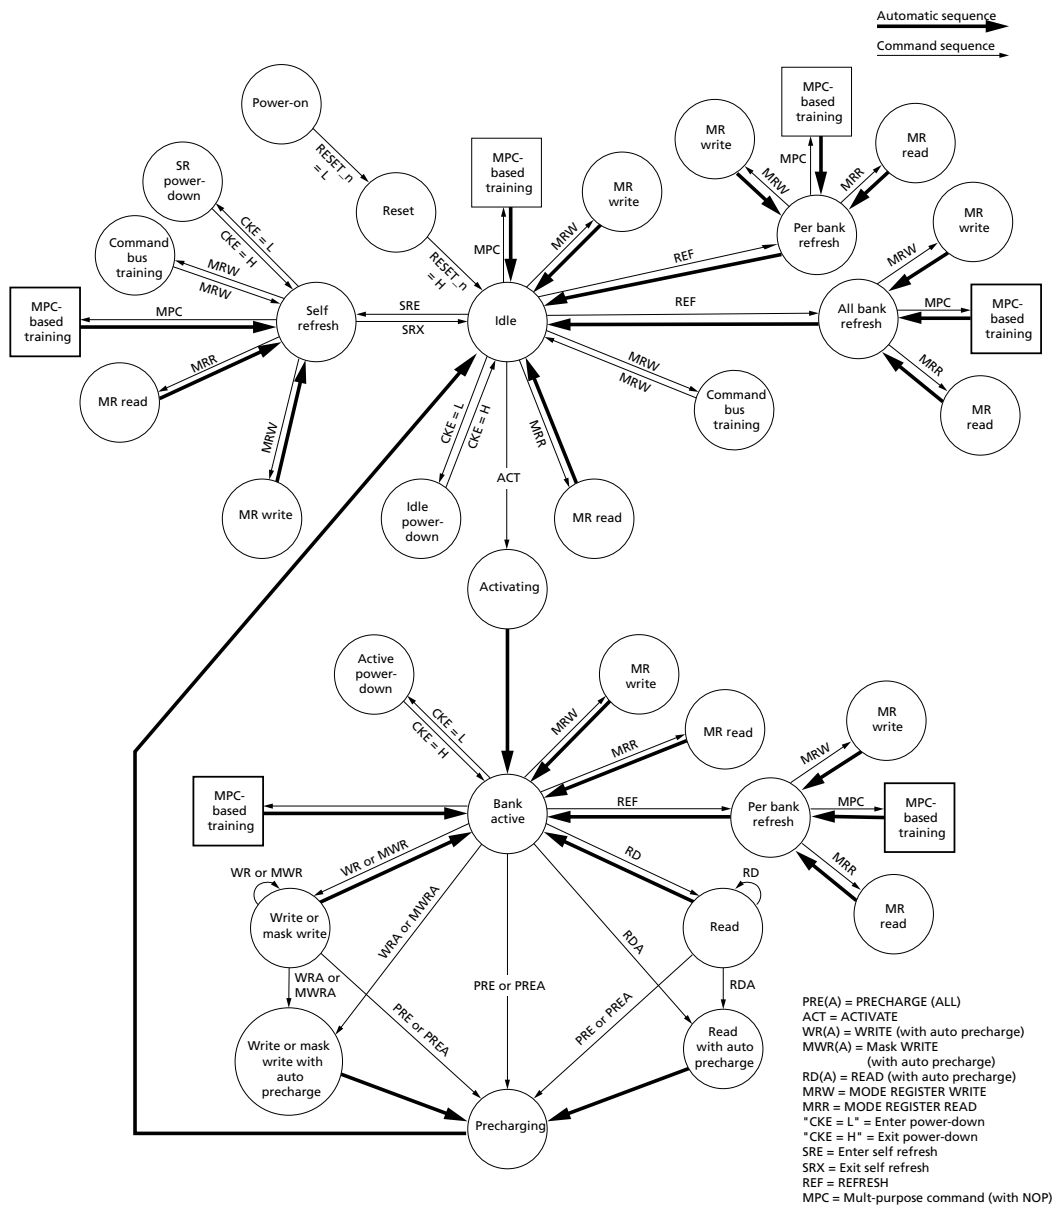 Automatic sequence
Command sequence
Power-on
RESET_n
= L
Reset
RESET_n
= H
SR
power-
down
CKE = L
CKE = H
Command
bus
training
MRW
MRW
MPC-
based
training
MPC
Self
refresh
MRR
MR read
MRW
MR write
SRE
SRX
MPC-
based
training
MPC
MR
write
MRW
Idle
MR
write
MRW
MPC-
based
training
MPC
MR
read
MRR
Per bank
refresh
REF
MR
write
MRW
REF
All bank
refresh
MPC
MPC-
based
training
MRR
MR
read
MRW
MRW
Command
bus
training
CKE = L
CKE = H
Idle
power-
down
ACT
MRR
MR read
Activating
Active
power-
down
CKE = L
CKE = H
MR
write
MRW
MRR
MR read
MR
write
MRW
MPC-
based
training
Bank
active
REF
Per bank
refresh
MPC
MPC-
based
training
MRR
MR
read
WR or MWR
WR or MWR
RD
RD
Write or
mask write
WRA or MWRA
RDA
Read
WRA or
MWRA
PRE or PREA
PRE or PREA
PRE or PREA
RDA
Write or mask
write with
auto
precharge
Read
with auto
precharge
Precharging
PRE(A) = PRECHARGE (ALL)
ACT = ACTIVATE
WR(A) = WRITE (with auto precharge)
MWR(A) = Mask WRITE
(with auto precharge)
RD(A) = READ (with auto precharge)
MRW = MODE REGISTER WRITE
MRR = MODE REGISTER READ
"CKE = L" = Enter power-down
"CKE = H" = Exit power-down
SRE = Enter self refresh
SRX = Exit self refresh
REF = REFRESH
MPC = Mult-purpose command (with NOP)